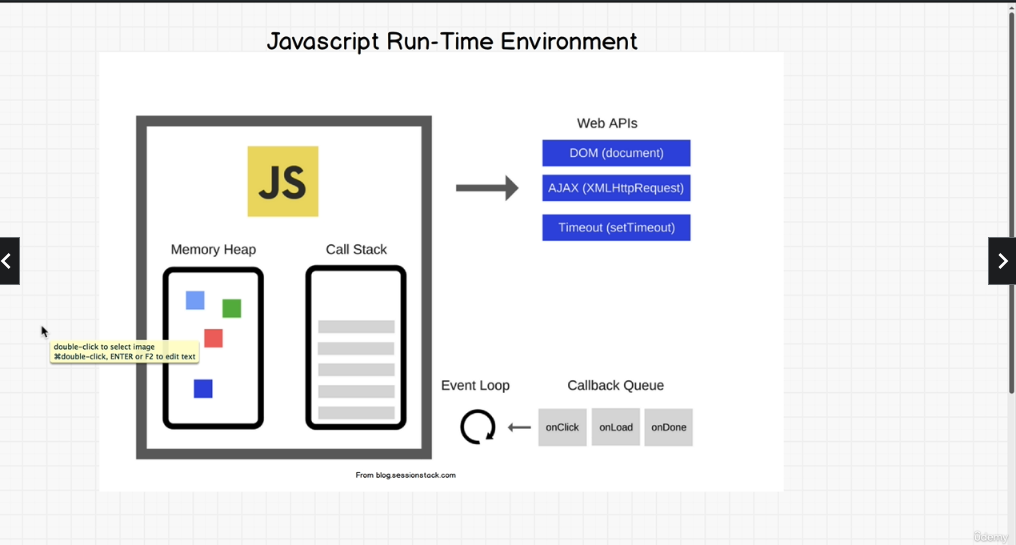 Javascript Run-Time Environment
Web APIs
DOM (document)
JS
AJAX (XMLHttpRequest)
Timeout (setTimeout)
Memory Heap
Call Stack
double-click to select image
⌘double-click, ENTER or F2 to edit text
Event Loop
Callback Queue
onClick
onLoad
onDone
From blog.sessionstack.com
Udemy